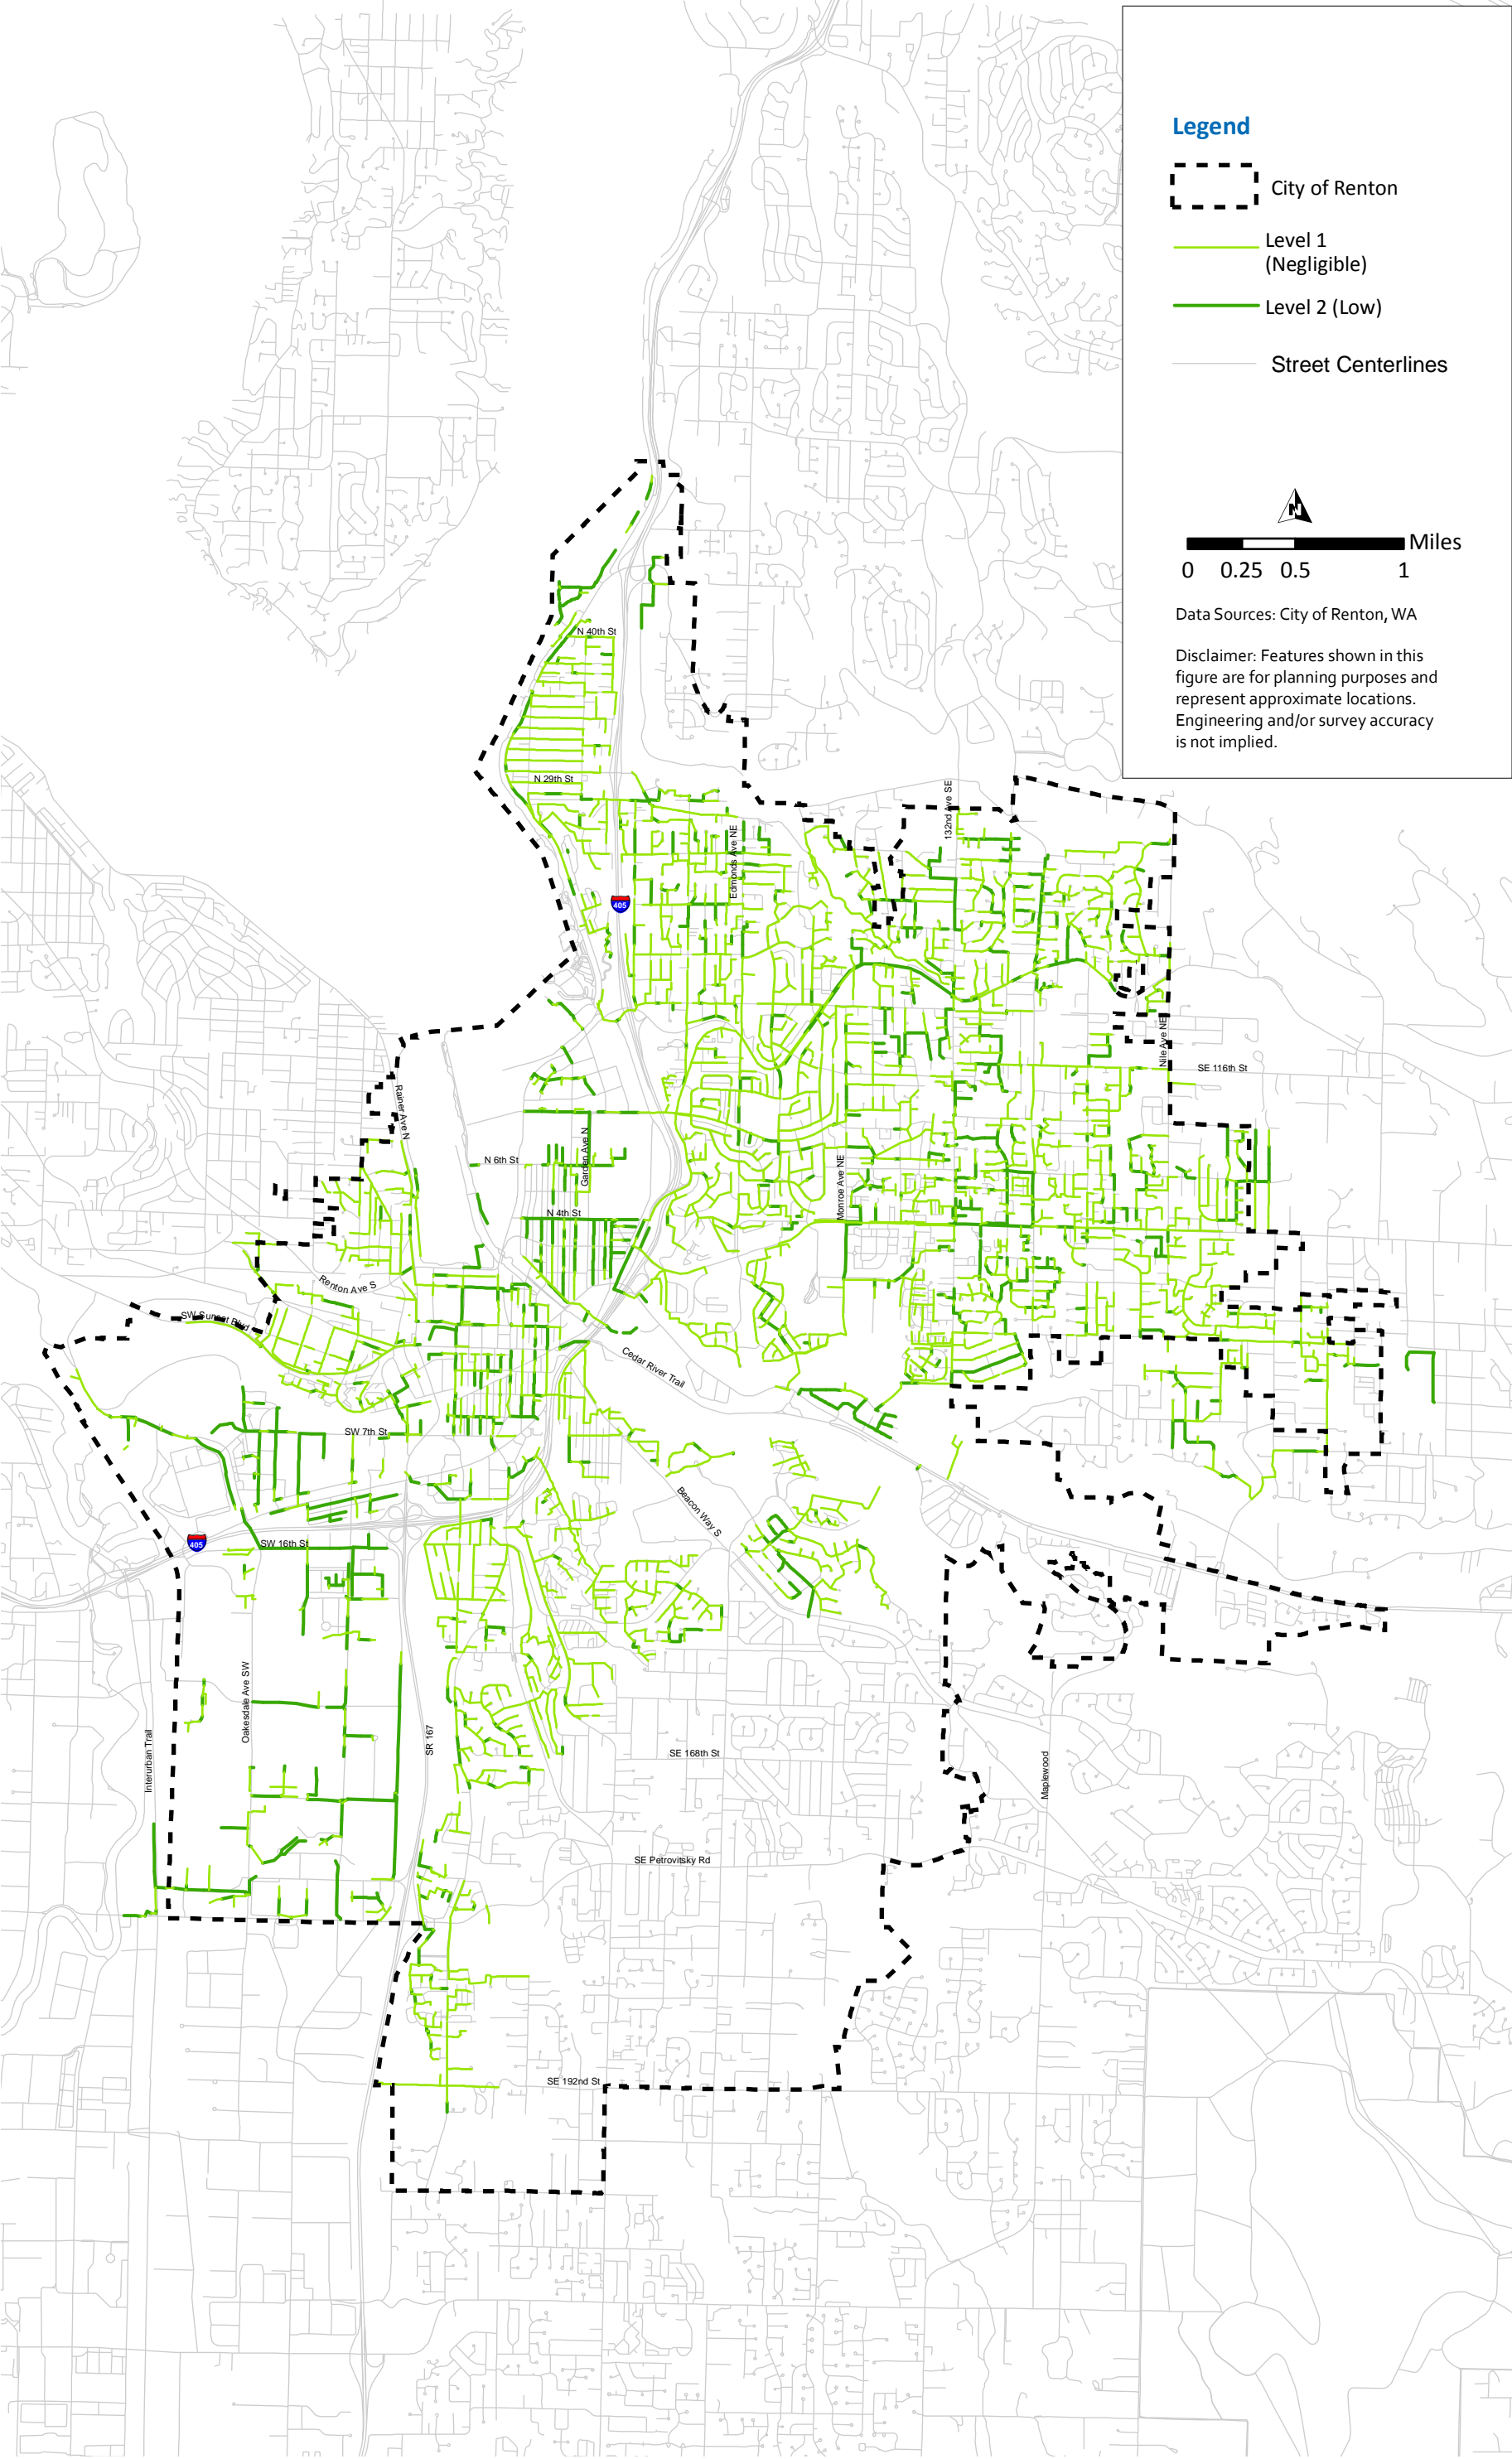 Legend
City of Renton
Level 1
(Negligible)
Level 2 (Low)
Street Centerlines
N
Miles
0 0.25 0.5 1
Data Sources: City of Renton, WA
Disclaimer: Features shown in this
figure are for planning purposes and
represent approximate locations.
Engineering and/or survey accuracy
is not implied.
N 40th St
N 29th St
132nd Ave SE
Edmonds Ave NE
405
Nile Ave NE
SE 116th St
Rainer Ave N
Garden Ave N
N 6th St
Monroe Ave NE
N 4th St
Renton Ave S
SW Sunset Blvd
Cedar River Trail
SW 7th St
Beacon Way S
405
SW 16th St
Oakesdale Ave SW
Interurban Trail
SR 167
SE 168th St
Maplewood
SE Petrovitsky Rd
SE 192nd St